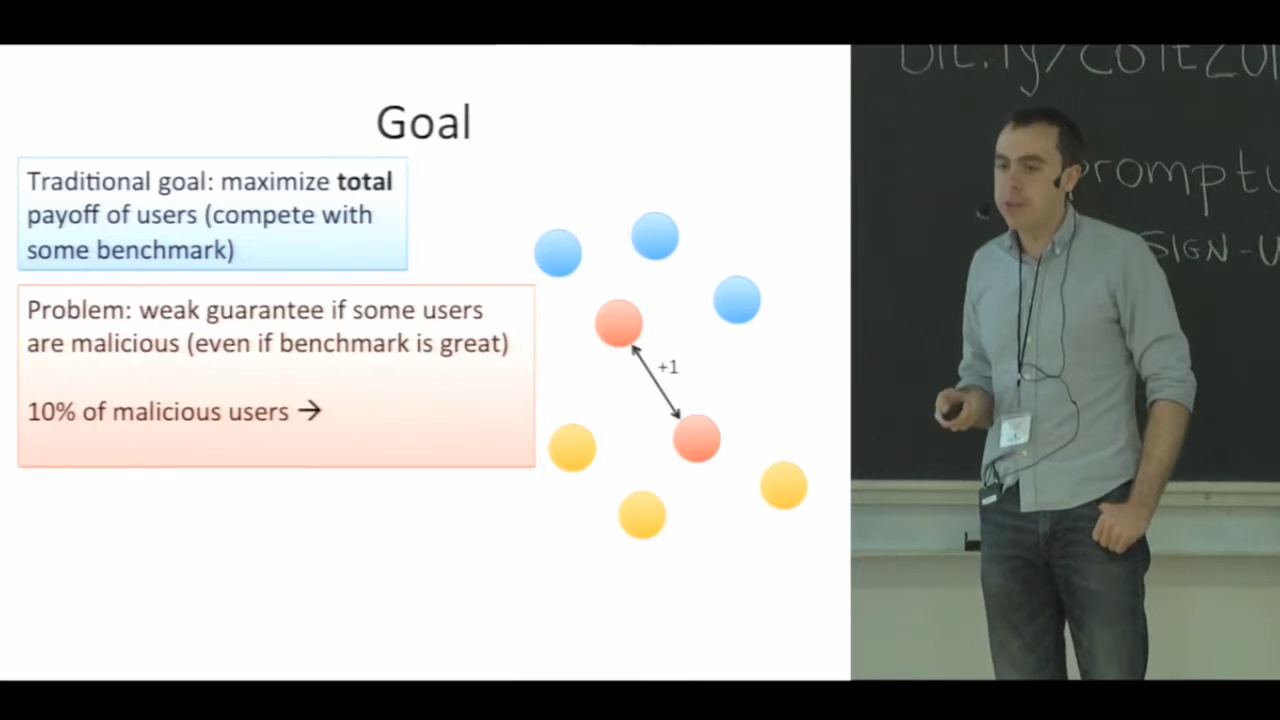 Goal
Traditional goal: maximize total
payoff of users (compete with
some benchmark)
Problem: weak guarantee if some users
are malicious (even if benchmark is great)
10% of malicious users →
+1
SIGN-U